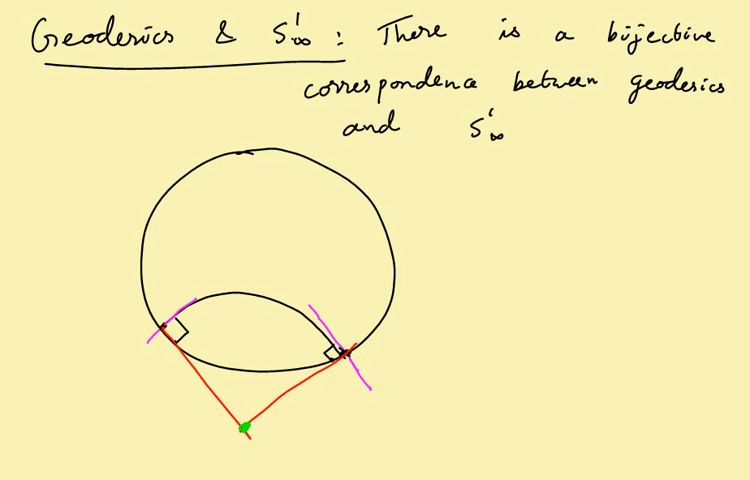 Geodesics & S¹∞ : There is a bijective
correspondence between geodesics
and S¹∞